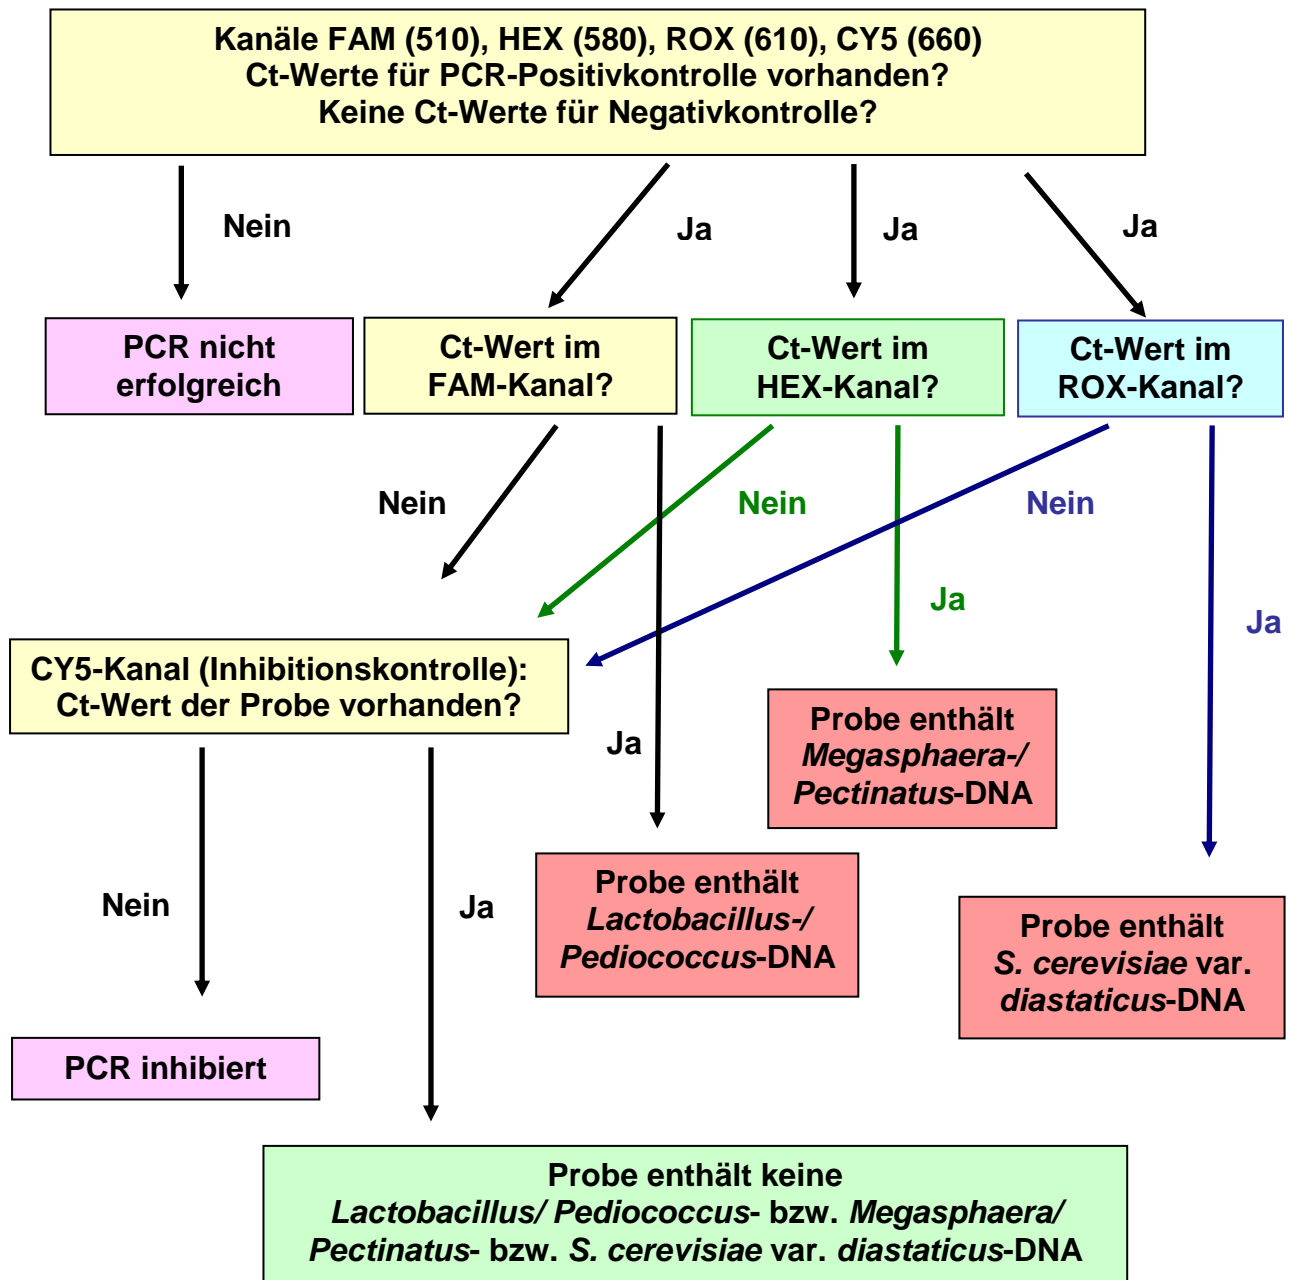 Kanäle FAM (510), HEX (580), ROX (610), CY5 (660)
Ct-Werte für PCR-Positivkontrolle vorhanden?
Keine Ct-Werte für Negativkontrolle?
Nein
Ja
Ja
Ja
PCR nicht
erfolgreich
Ct-Wert im
FAM-Kanal?
Ct-Wert im
HEX-Kanal?
Ct-Wert im
ROX-Kanal?
Nein
Nein
Nein
Ja
Ja
CY5-Kanal (Inhibitionskontrolle):
Ct-Wert der Probe vorhanden?
Ja
Probe enthält
Megasphaera-/
Pectinatus-DNA
Nein
Ja
Probe enthält
Lactobacillus-/
Pediococcus-DNA
Probe enthält
S. cerevisiae var.
diastaticus-DNA
PCR inhibiert
Probe enthält keine
Lactobacillus/ Pediococcus- bzw. Megasphaera/
Pectinatus- bzw. S. cerevisiae var. diastaticus-DNA